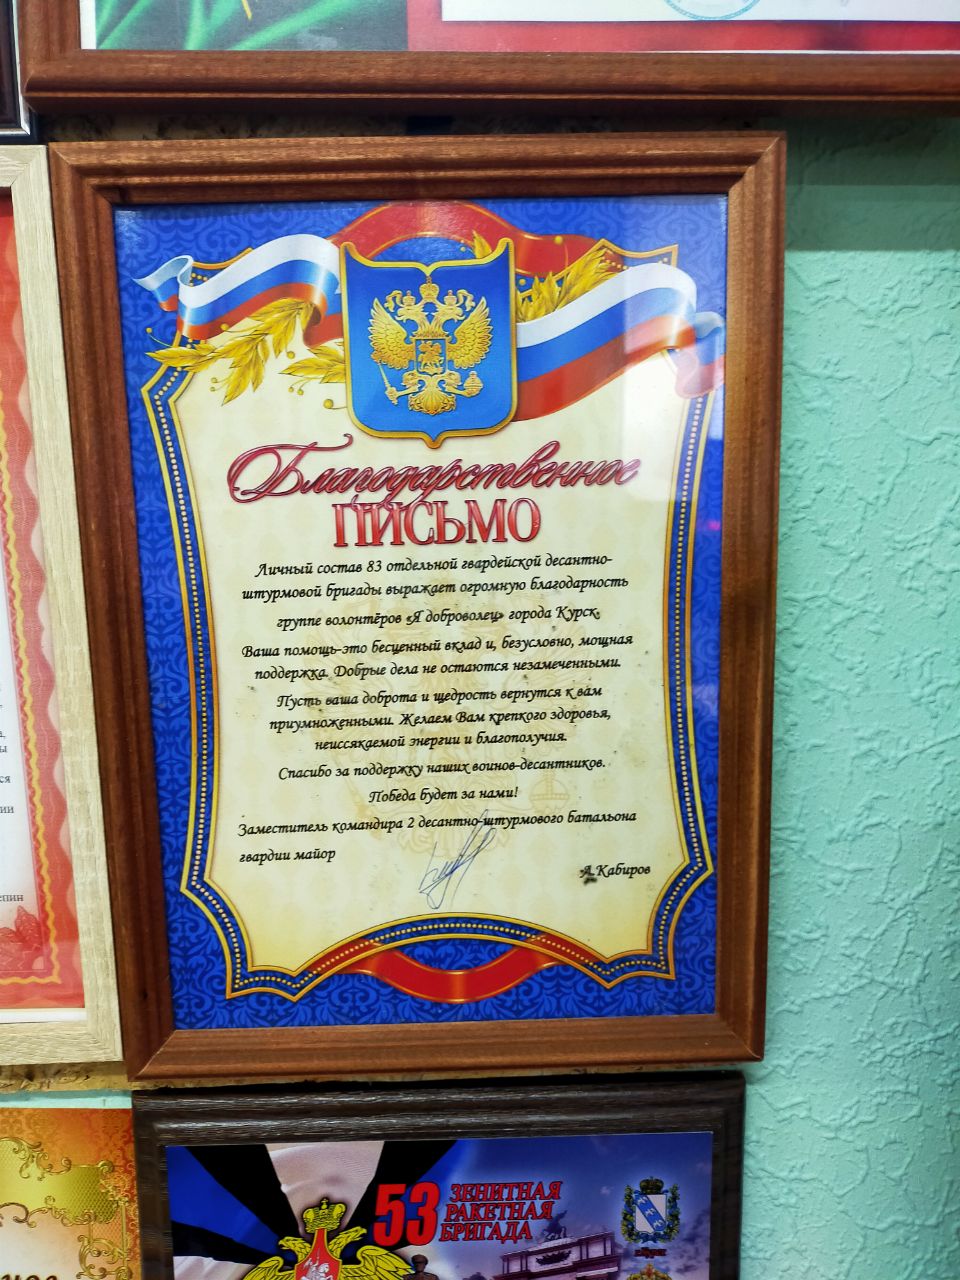 Благодарственное
ПИСЬМО
Личный состав 83 отдельной гвардейской десантно-
штурмовой бригады выражает огромную благодарность
группе волонтёров «Я доброволец» города Курск.
Ваша помощь-это бесценный вклад и, безусловно, мощная
поддержка. Добрые дела не остаются незамеченными.
Пусть ваша доброта и щедрость вернутся к вам
приумноженными. Желаем Вам крепкого здоровья,
неиссякаемой энергии и благополучия.
Спасибо за поддержку наших воинов-десантников.
Победа будет за нами!
Заместитель командира 2 десантно-штурмового батальона
гвардии майор
А.Кабиров
53 ЗЕНИТНАЯ
РАКЕТНАЯ
БРИГАДА